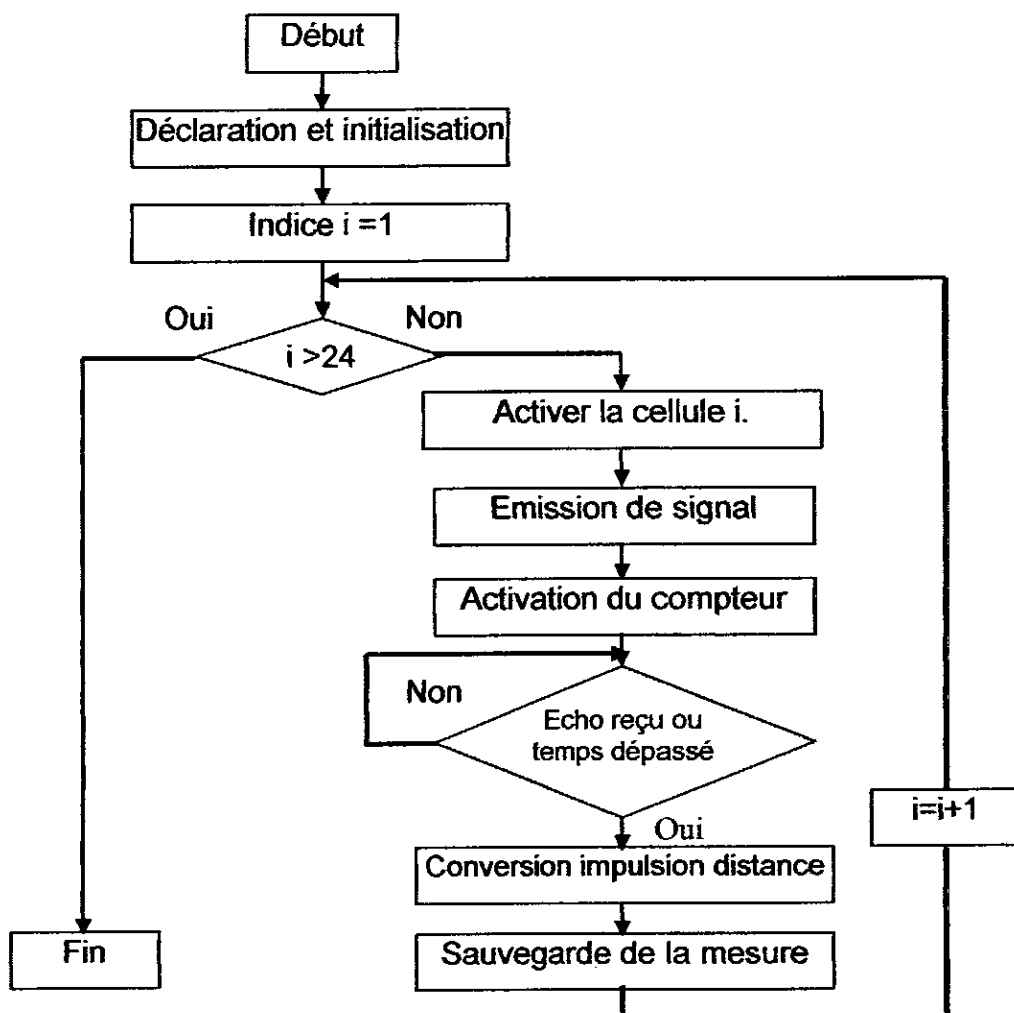 Début
Déclaration et initialisation
Indice i =1
Oui
Non
i >24
Activer la cellule i.
Emission de signal
Activation du compteur
Non
Echo reçu ou
temps dépassé
i=i+1
Oui
Conversion impulsion distance
Fin
Sauvegarde de la mesure